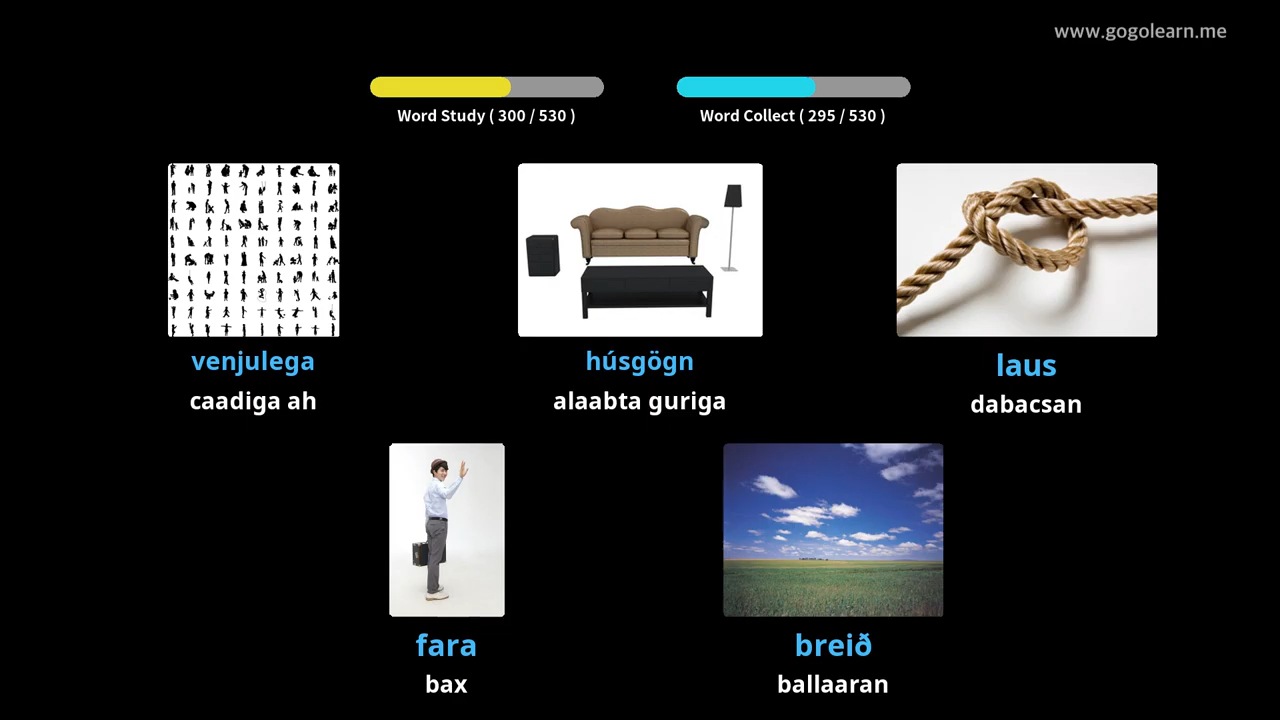 www.gogolearn.me
Word Study ( 300 / 530 )
Word Collect ( 295 / 530 )
venjulega
caadiga ah
húsgögn
alaabta guriga
laus
dabacsan
fara
bax
breið
ballaaran